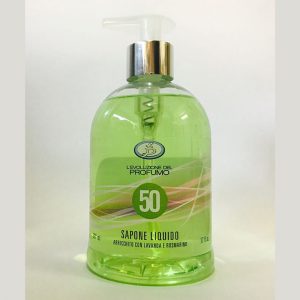 L'EVOLUZIONE DEL
PROFUMO
50
SAPONE LIQUIDO
ARRICCHITO CON LAVANDA E ROSMARINO